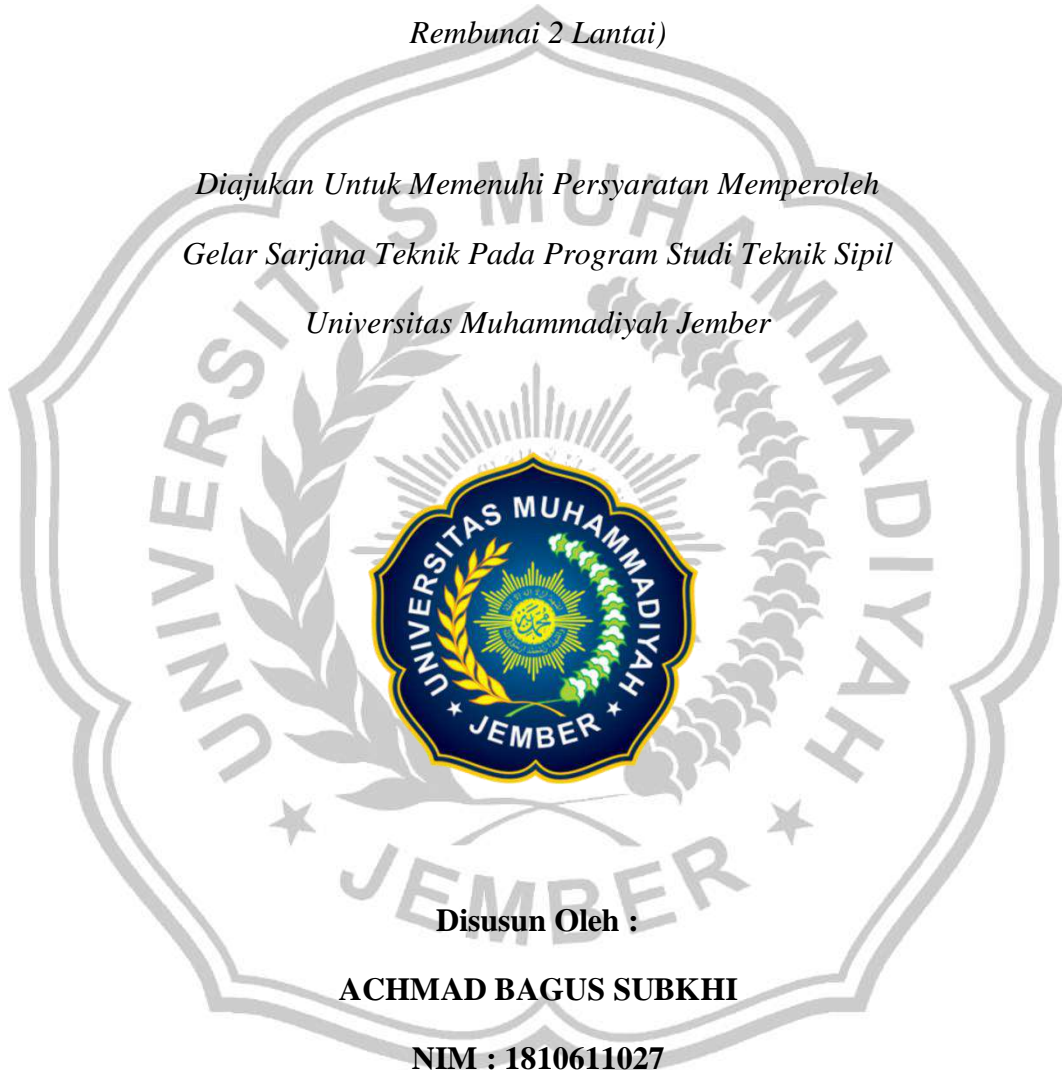 Rembunai 2 Lantai)
Diajukan Untuk Memenuhi Persyaratan Memperoleh
Gelar Sarjana Teknik Pada Program Studi Teknik Sipil
Universitas Muhammadiyah Jember
UNIVERSITAS MUHAMMADIYAH
JEMBER
UNIVERSITAS MUHAMMADIYAH
JEMBER
Disusun Oleh :
ACHMAD BAGUS SUBKHI
NIM : 1810611027